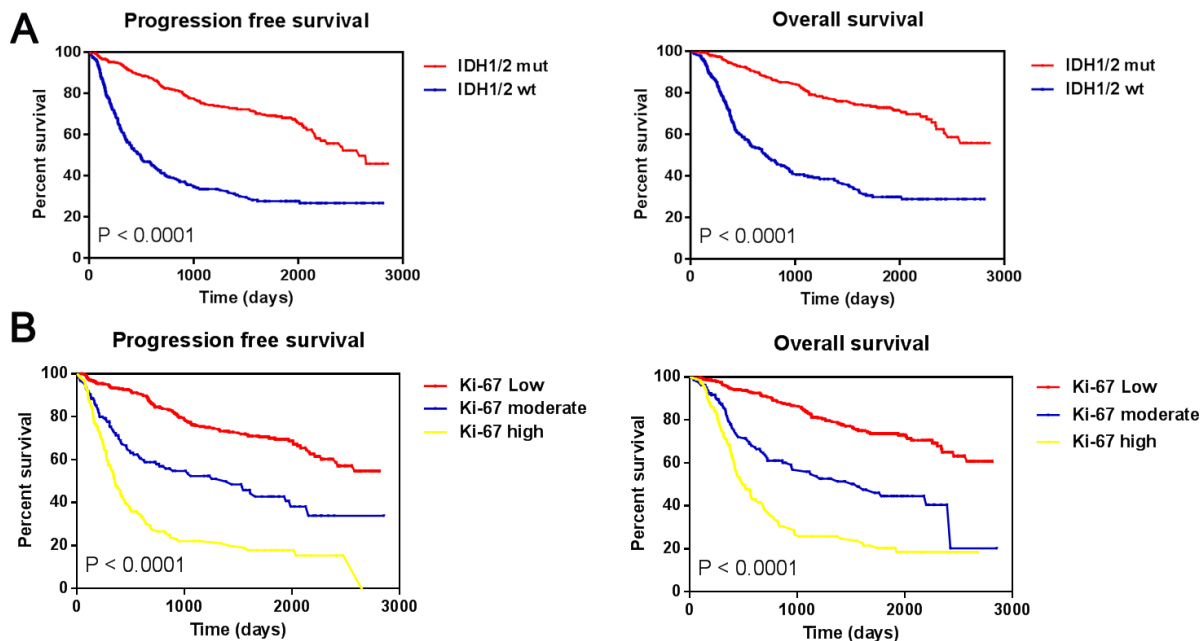 A
Progression free survival
Percent survival
100
80
60
40
20
0
P < 0.0001
0 1000 2000 3000
Time (days)
IDH1/2 mut
IDH1/2 wt
Overall survival
Percent survival
100
80
60
40
20
0
P < 0.0001
0 1000 2000 3000
Time (days)
IDH1/2 mut
IDH1/2 wt
B
Progression free survival
Percent survival
100
80
60
40
20
0
P < 0.0001
0 1000 2000 3000
Time (days)
Ki-67 Low
Ki-67 moderate
Ki-67 high
Overall survival
Percent survival
100
80
60
40
20
0
P < 0.0001
0 1000 2000 3000
Time (days)
Ki-67 Low
Ki-67 moderate
Ki-67 high